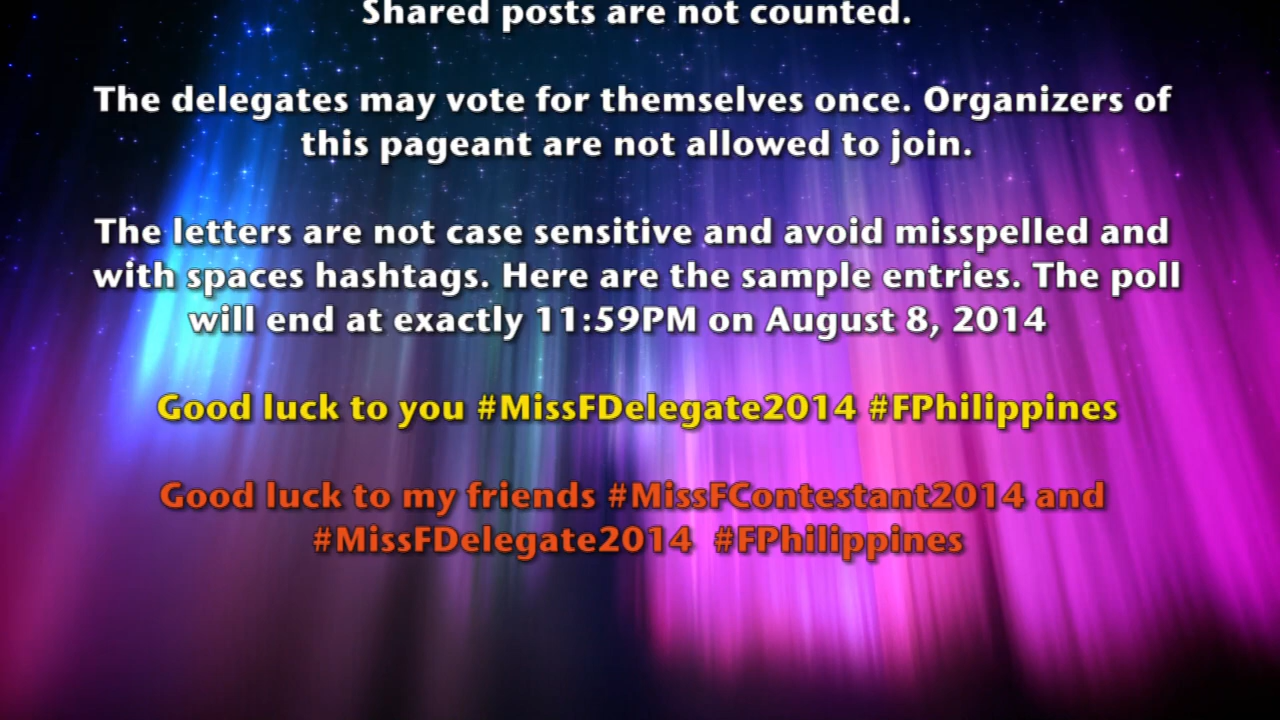 Shared posts are not counted.
The delegates may vote for themselves once. Organizers of
this pageant are not allowed to join.
The letters are not case sensitive and avoid misspelled and
with spaces hashtags. Here are the sample entries. The poll
will end at exactly 11:59PM on August 8, 2014
Good luck to you #MissFDelegate2014 #FPhilippines
Good luck to my friends #MissFContestant2014 and
#MissFDelegate2014  #FPhilippines